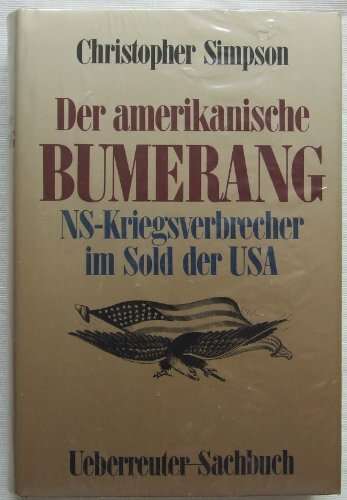 Christopher Simpson
Der amerikanische
BUMERANG
NS-Kriegsverbrecher
im Sold der USA
Ueberreuter-Sachbuch